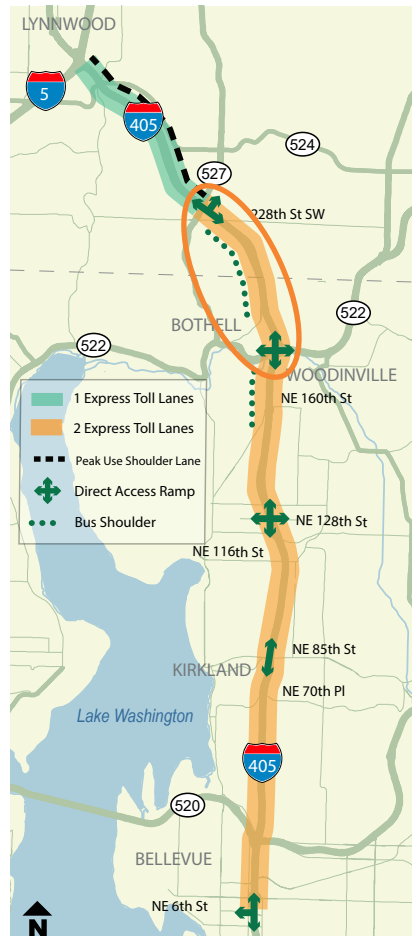 LYNNWOOD
5
405
524
527
228th St SW
522
BOTHELL
522
WOODINVILLE
1 Express Toll Lanes
NE 160th St
2 Express Toll Lanes
Peak Use Shoulder Lane
Direct Access Ramp
NE 128th St
Bus Shoulder
NE 116th St
NE 85th St
KIRKLAND
NE 70th Pl
Lake Washington
405
520
BELLEVUE
NE 6th St
N